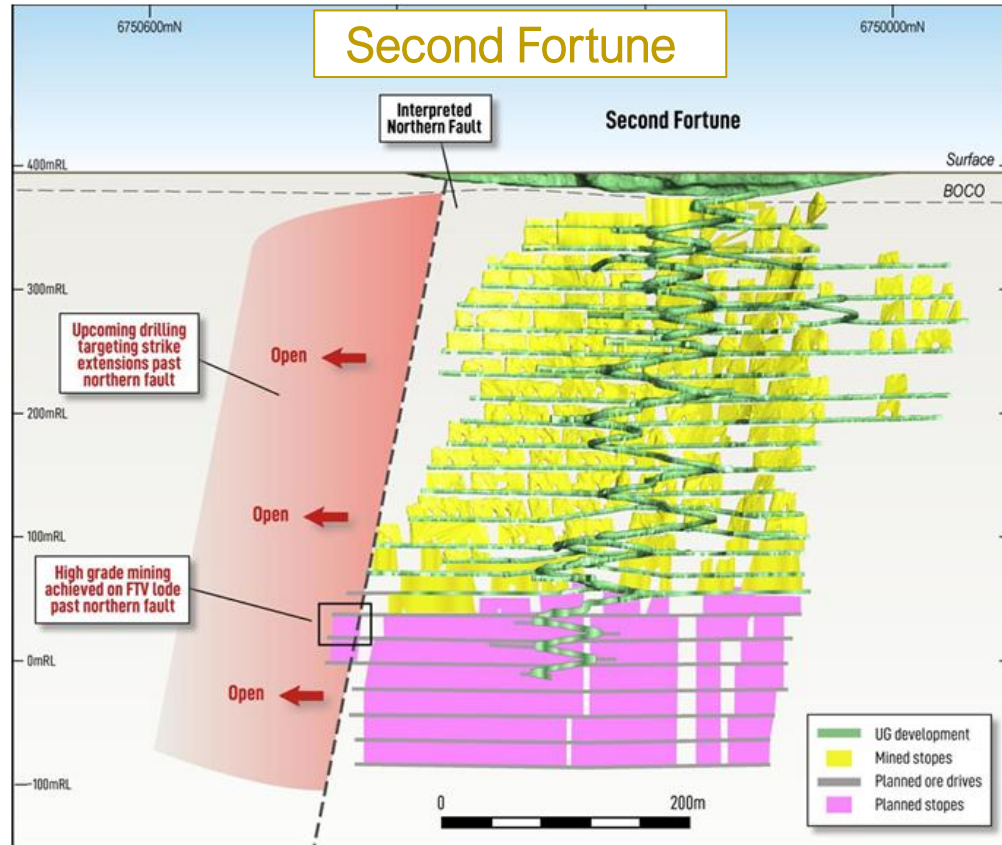 6750600mN
6750000mN
Second Fortune
Interpreted
Northern Fault
Second Fortune
400mRL
Surface
BOCO
300mRL
Upcoming drilling
targeting strike
extensions past
northern fault
Open
200mRL
Open
100mRL
High grade mining
achieved on FTV lode
past northern fault
0mRL
Open
-100mRL
0
200m
UG development
Mined stopes
Planned ore drives
Planned stopes